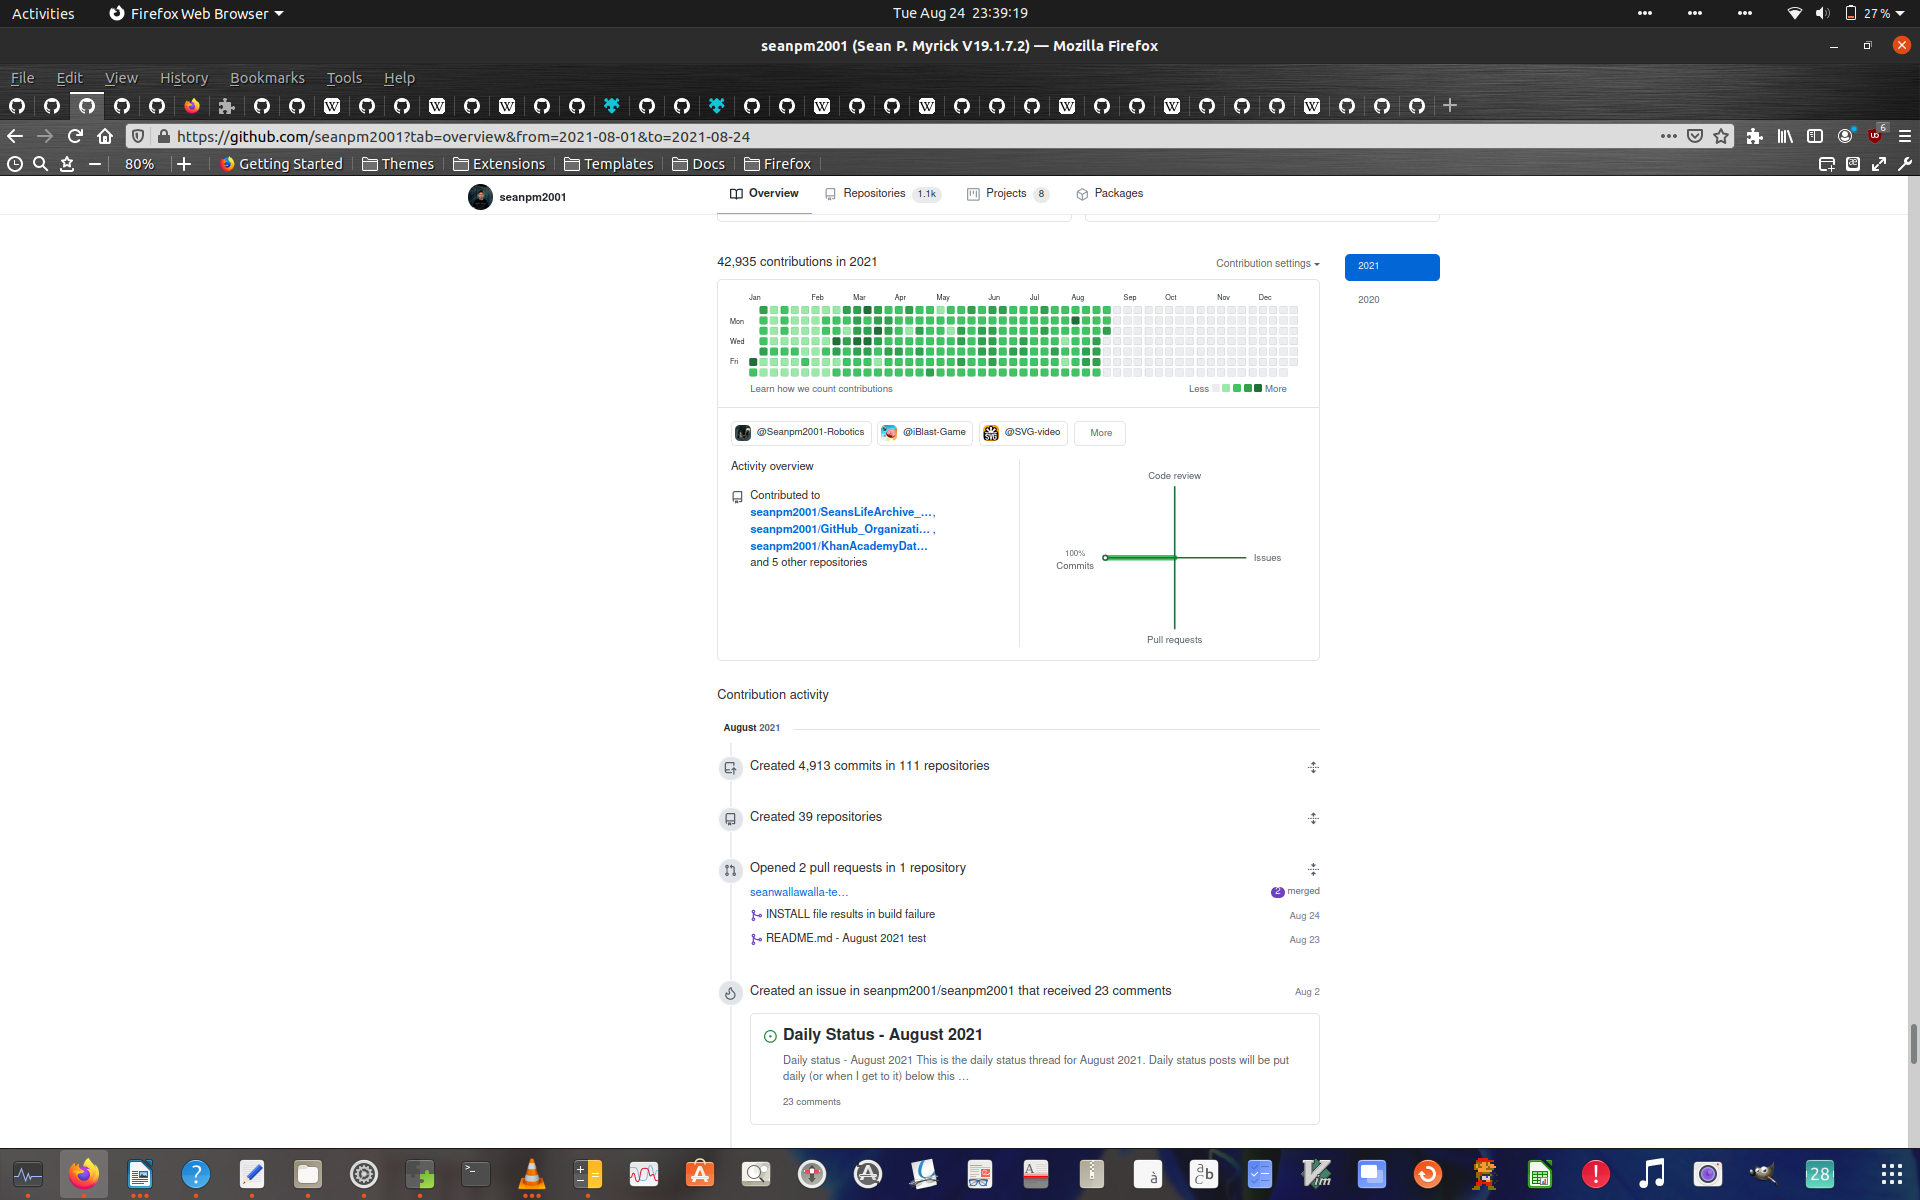 Activities
Firefox Web Browser
Tue Aug 24 23:39:19
27 %
seanpm2001 (Sean P. Myrick V19.1.7.2) — Mozilla Firefox
File Edit View History Bookmarks Tools Help
https://github.com/seanpm2001?tab=overview&from=2021-08-01&to=2021-08-24
6
80%
Getting Started Themes Extensions Templates Docs Firefox
seanpm2001
Overview Repositories 1.1k Projects 8 Packages
42,935 contributions in 2021
Contribution settings
2021
2020
Jan Feb Mar Apr May Jun Jul Aug Sep Oct Nov Dec
Mon
Wed
Fri
Learn how we count contributions
Less More
@Seanpm2001-Robotics @iBlast-Game @SVG-video More
Activity overview
Contributed to
seanpm2001/SeansLifeArchive_…,
seanpm2001/GitHub_Organizati… ,
seanpm2001/KhanAcademyDat…
and 5 other repositories
Code review
100%
Commits
Issues
Pull requests
Contribution activity
August 2021
Created 4,913 commits in 111 repositories
Created 39 repositories
Opened 2 pull requests in 1 repository
seanwallawalla-te…
2 merged
INSTALL file results in build failure
Aug 24
README.md - August 2021 test
Aug 23
Created an issue in seanpm2001/seanpm2001 that received 23 comments
Aug 2
Daily Status - August 2021
Daily status - August 2021 This is the daily status thread for August 2021. Daily status posts will be put
daily (or when I get to it) below this …
23 comments
28